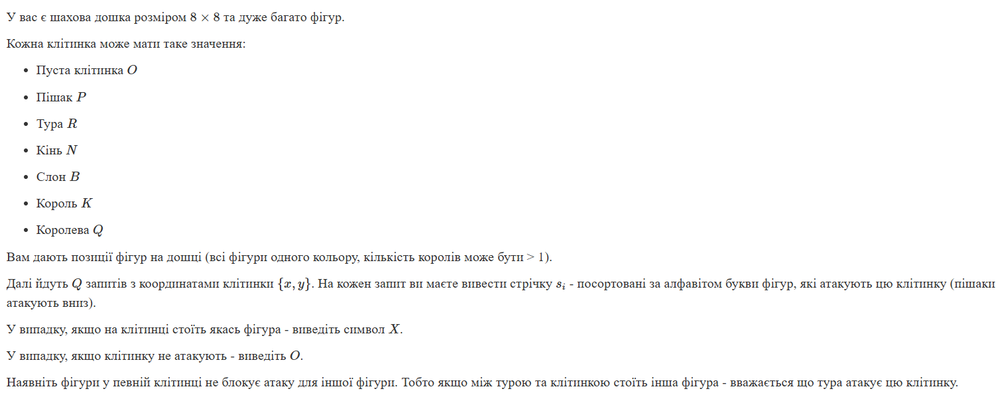 У вас є шахова дошка розміром 8 × 8 та дуже багато фігур.
Кожна клітинка може мати таке значення:
• Пуста клітинка O
• Пішак P
• Тура R
• Кінь N
• Слон B
• Король K
• Королева Q
Вам дають позиції фігур на дошці (всі фігури одного кольору, кількість королів може бути > 1).
Далі йдуть Q запитів з координатами клітинки {x, y}. На кожен запит ви маєте вивести стрічку s_i - посортовані за алфавітом букви фігур, які атакують цю клітинку (пішаки
атакують вниз).
У випадку, якщо на клітинці стоїть якась фігура - виведіть символ X.
У випадку, якщо клітинку не атакують - виведіть O.
Наявніть фігури у певній клітинці не блокує атаку для іншої фігури. Тобто якщо між турою та клітинкою стоїть інша фігура - вважається що тура атакує цю клітинку.